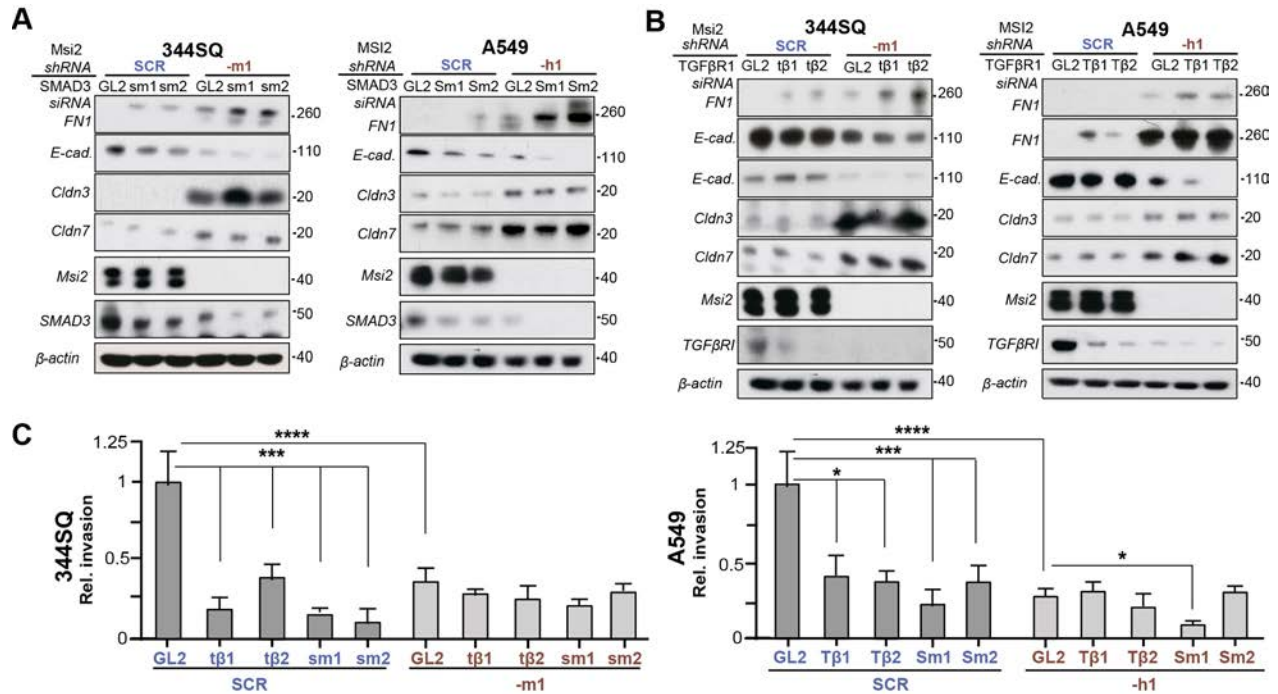 A
Msi2 shRNA
344SQ
SCR -m1
SMAD3 siRNA
GL2 sm1 sm2 GL2 sm1 sm2
FN1 .260
E-cad. -110
Cldn3 -20
Cldn7 -20
Msi2 -40
SMAD3 -50
β-actin -40
MSI2 shRNA
A549
SCR -h1
SMAD3 siRNA
GL2 Sm1 Sm2 GL2 Sm1 Sm2
FN1 -260
E-cad. -110
Cldn3 -20
Cldn7 -20
Msi2 -40
SMAD3 -50
β-actin -40
B
Msi2 shRNA
344SQ
SCR -m1
TGFβR1 siRNA
GL2 tβ1 tβ2 GL2 tβ1 tβ2
FN1 .260
E-cad. -110
E-cad. -110
Cldn3 -20
Cldn7 -20
Msi2 -40
TGFβRI -50
β-actin -40
MSI2 shRNA
A549
SCR -h1
TGFβR1 siRNA
GL2 Tβ1 Tβ2 GL2 Tβ1 Tβ2
FN1
FN1 -260
E-cad. -110
Cldn3 -20
Cldn7 -20
Msi2 -40
TGFβRI -50
β-actin -40
C
344SQ
Rel. invasion
1.25
1
0.5
0
****
***
GL2 tβ1 tβ2 sm1 sm2 GL2 tβ1 tβ2 sm1 sm2
SCR -m1
A549
Rel. invasion
1.25
1
0.5
0
****
***
*
*
GL2 Tβ1 Tβ2 Sm1 Sm2 GL2 Tβ1 Tβ2 Sm1 Sm2
SCR -h1